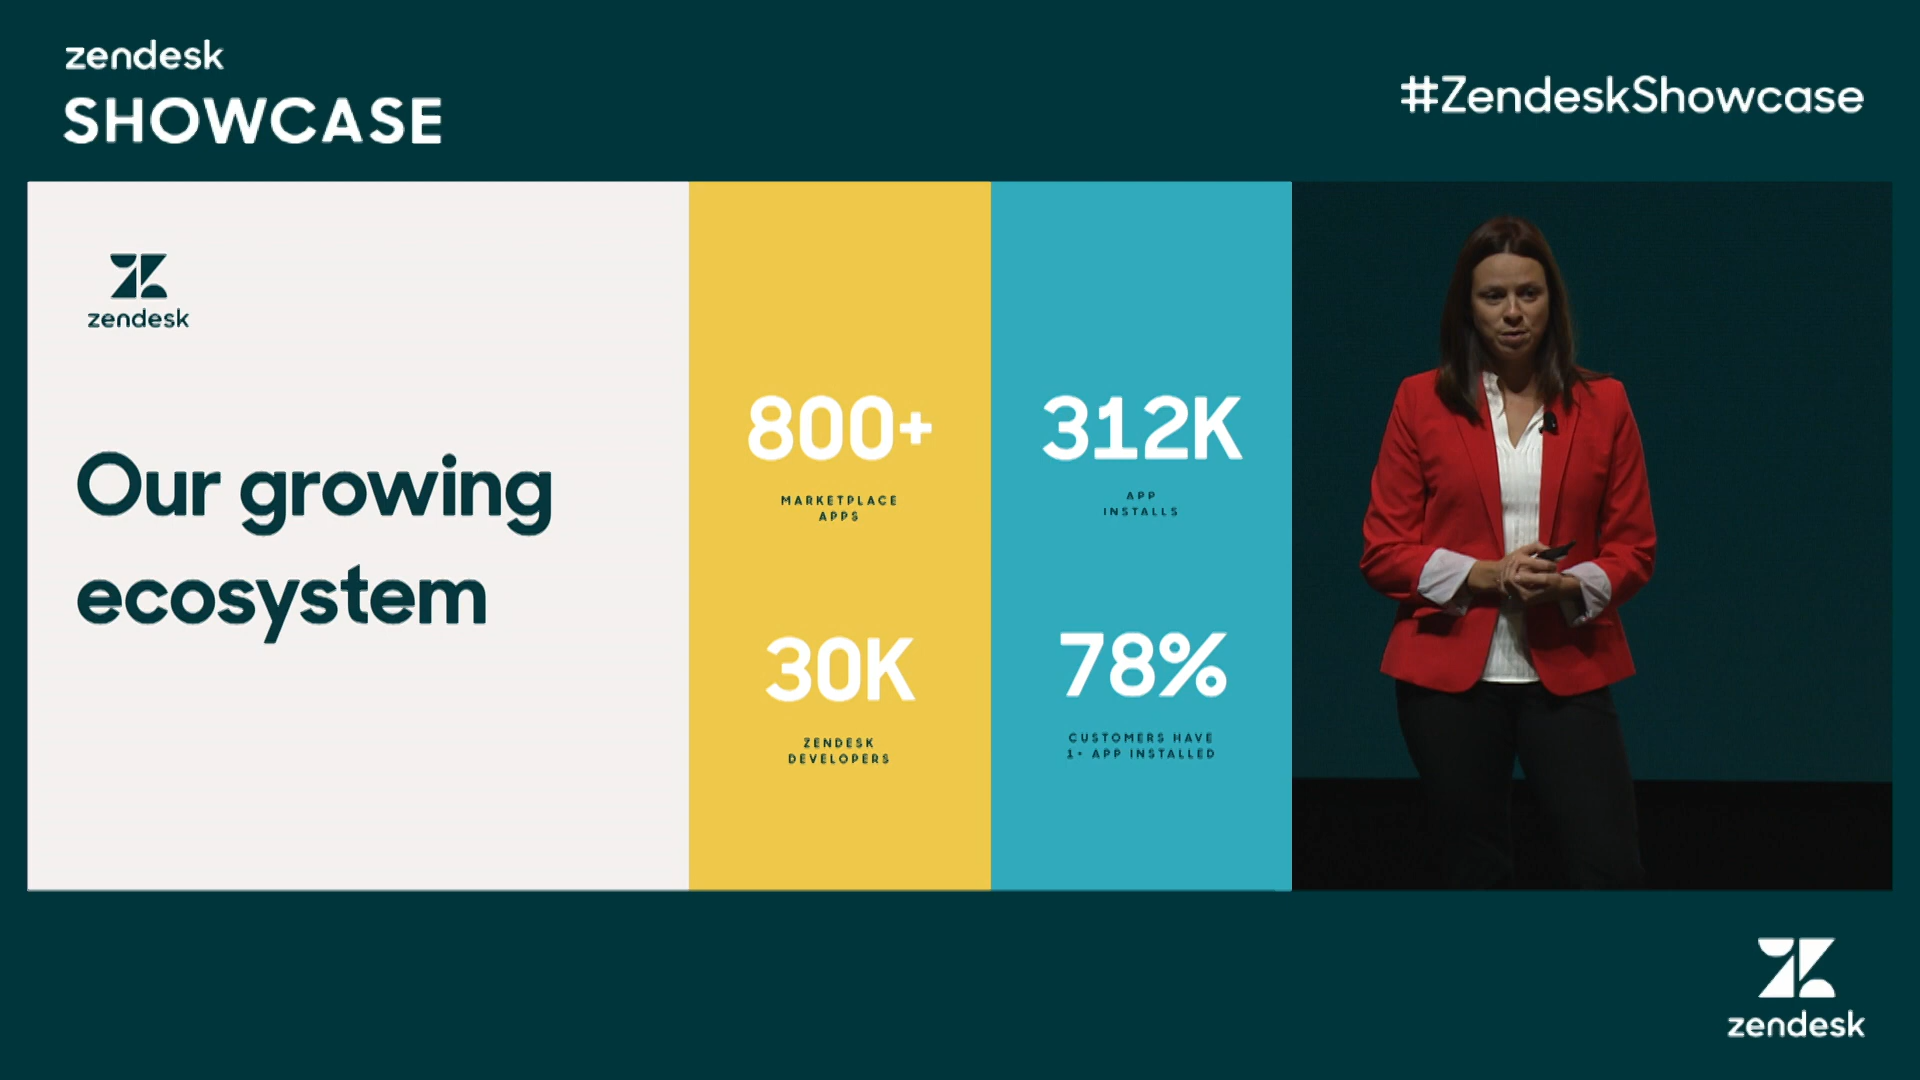 zendesk
SHOWCASE
#ZendeskShowcase
zendesk
Our growing
ecosystem
800+
MARKETPLACE
APPS
30K
ZENDESK
DEVELOPERS
312K
APP
INSTALLS
78%
CUSTOMERS HAVE
1+ APP INSTALLED
zendesk